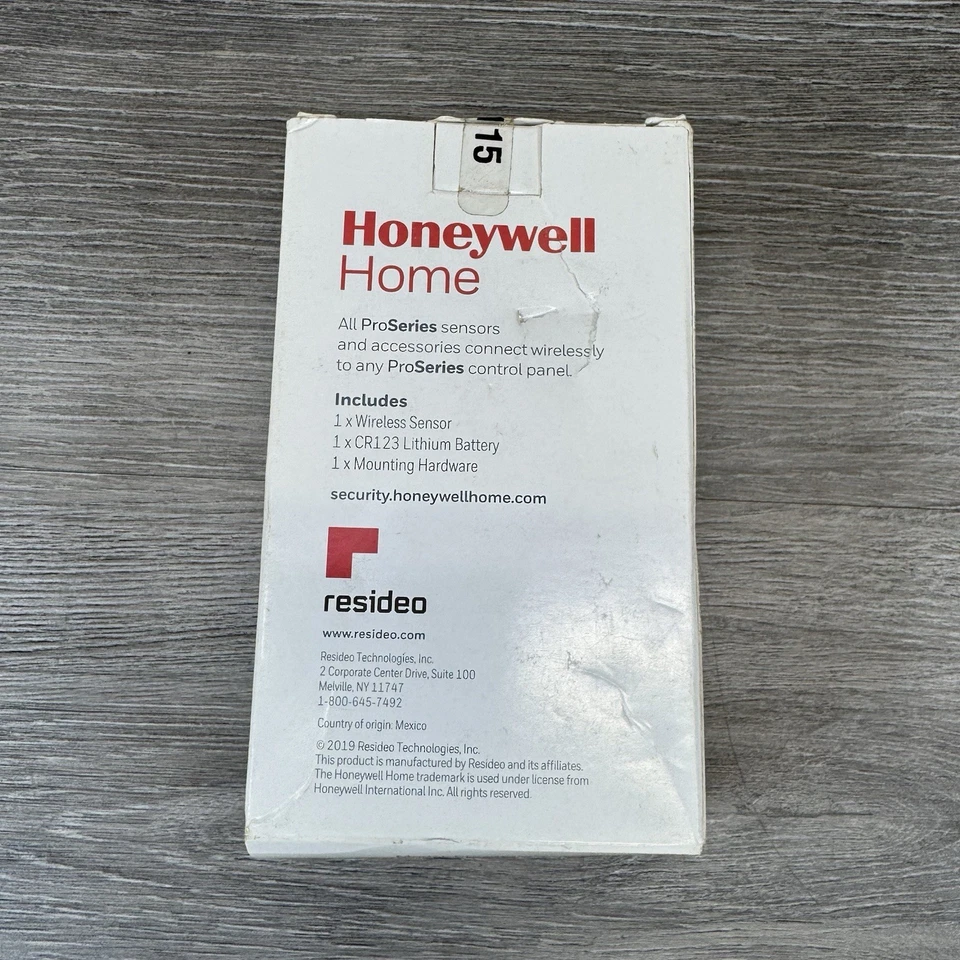 115
Honeywell
Home
All ProSeries sensors
and accessories connect wirelessly
to any ProSeries control panel.
Includes
1 x Wireless Sensor
1 x CR123 Lithium Battery
1 x Mounting Hardware
security.honeywellhome.com
resideo
www.resideo.com
Resideo Technologies, Inc.
2 Corporate Center Drive, Suite 100
Melville, NY 11747
1-800-645-7492
Country of origin: Mexico
© 2019 Resideo Technologies, Inc.
This product is manufactured by Resideo and its affiliates.
The Honeywell Home trademark is used under license from
Honeywell International Inc. All rights reserved.